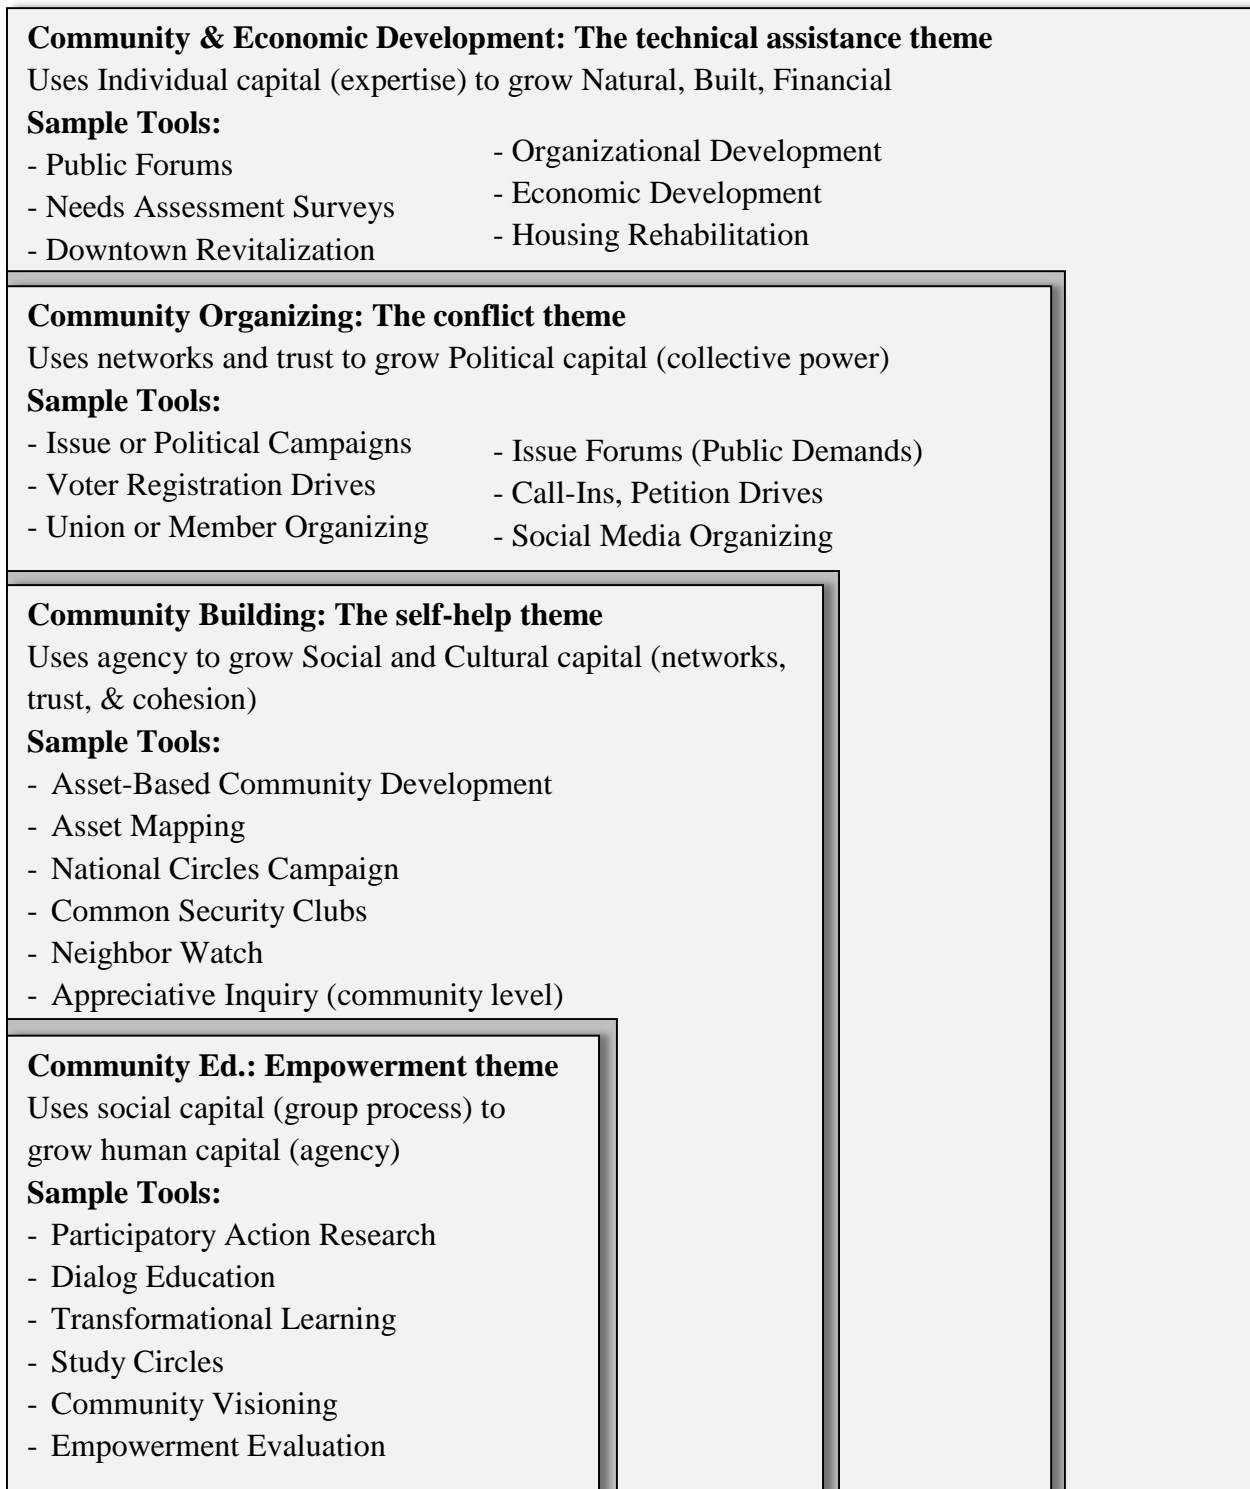 Community & Economic Development: The technical assistance theme
Uses Individual capital (expertise) to grow Natural, Built, Financial
Sample Tools:
- Public Forums
- Needs Assessment Surveys
- Downtown Revitalization
- Organizational Development
- Economic Development
- Housing Rehabilitation
Community Organizing: The conflict theme
Uses networks and trust to grow Political capital (collective power)
Sample Tools:
- Issue or Political Campaigns
- Voter Registration Drives
- Union or Member Organizing
- Issue Forums (Public Demands)
- Call-Ins, Petition Drives
- Social Media Organizing
Community Building: The self-help theme
Uses agency to grow Social and Cultural capital (networks,
trust, & cohesion)
Sample Tools:
- Asset-Based Community Development
- Asset Mapping
- National Circles Campaign
- Common Security Clubs
- Neighbor Watch
- Appreciative Inquiry (community level)
Community Ed.: Empowerment theme
Uses social capital (group process) to
grow human capital (agency)
Sample Tools:
- Participatory Action Research
- Dialog Education
- Transformational Learning
- Study Circles
- Community Visioning
- Empowerment Evaluation